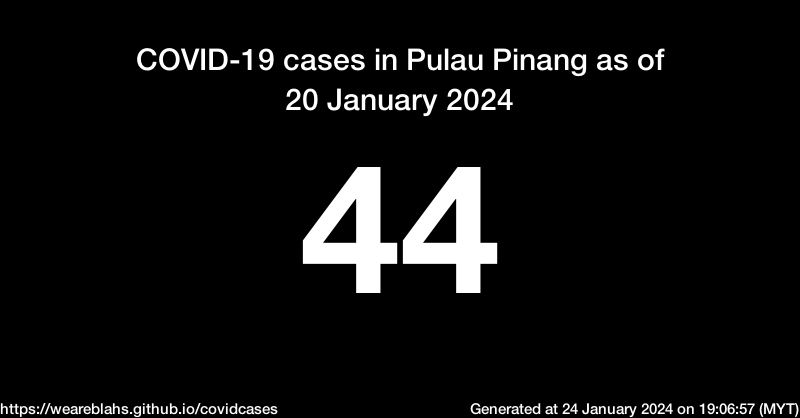 COVID-19 cases in Pulau Pinang as of
20 January 2024
44
https://weareblahs.github.io/covidcases
Generated at 24 January 2024 on 19:06:57 (MYT)